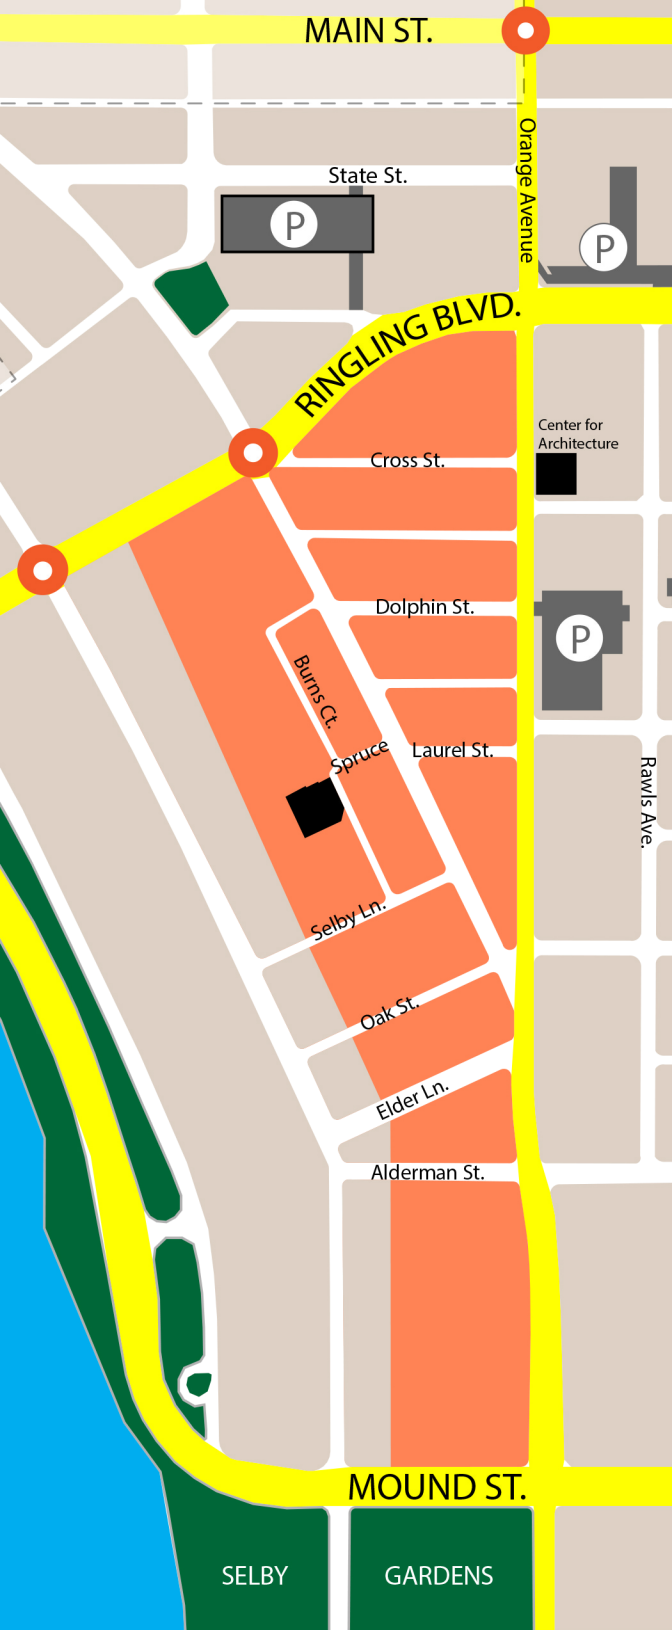 MAIN ST.
Orange Avenue
State St.
P
P
RINGLING BLVD.
Center for
Architecture
Cross St.
Dolphin St.
P
Burns Ct.
Spruce
Laurel St.
Rawls Ave.
Selby Ln.
Oak St.
Elder Ln.
Alderman St.
MOUND ST.
SELBY GARDENS